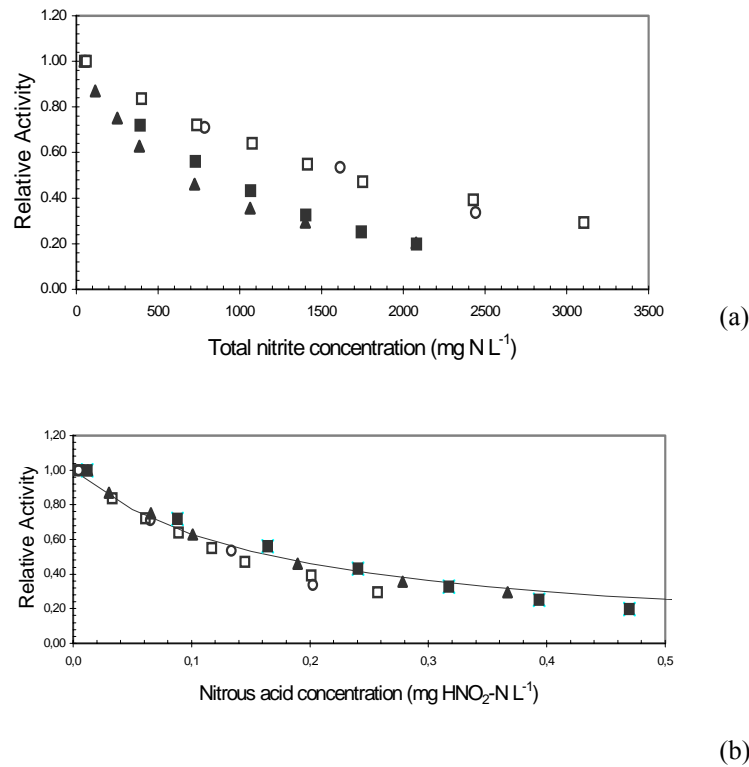 1.20
1.00
0.80
0.60
0.40
0.20
0.00
Relative Activity
0 500 1000 1500 2000 2500 3000 3500
Total nitrite concentration (mg N L-1)
(a)
1,20
1,00
0,80
0,60
0,40
0,20
0,00
Relative Activity
0,0 0,1 0,2 0,3 0,4 0,5
Nitrous acid concentration (mg HNO2-N L-1)
(b)